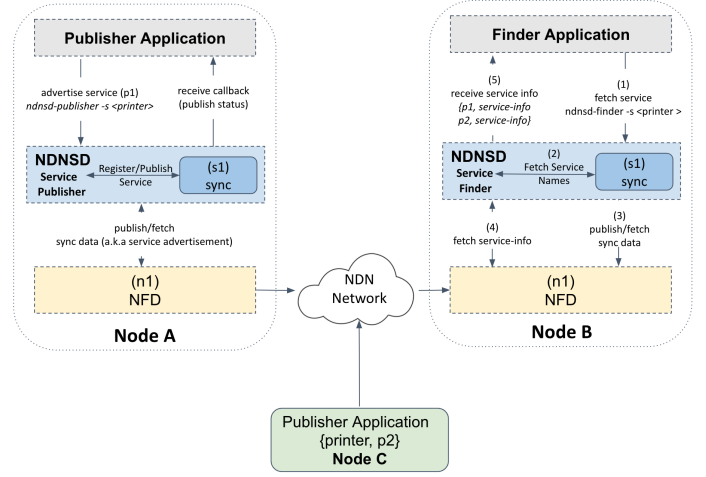 Publisher Application
advertise service (p1)
ndnsd-publisher -s <printer>
receive callback
(publish status)
NDNSD
Service
Publisher
Register/Publish
Service
(s1)
sync
publish/fetch
sync data (a.k.a service advertisement)
(n1)
NFD
Node A
NDN
Network
Finder Application
(5)
receive service info
{p1, service-info
p2, service-info}
(1)
fetch service
ndnsd-finder -s <printer >
NDNSD
Service
Finder
(2)
Fetch Service
Names
(s1)
sync
(4)
fetch service-info
(3)
publish/fetch
sync data
(n1)
NFD
Node B
Publisher Application
{printer, p2}
Node C